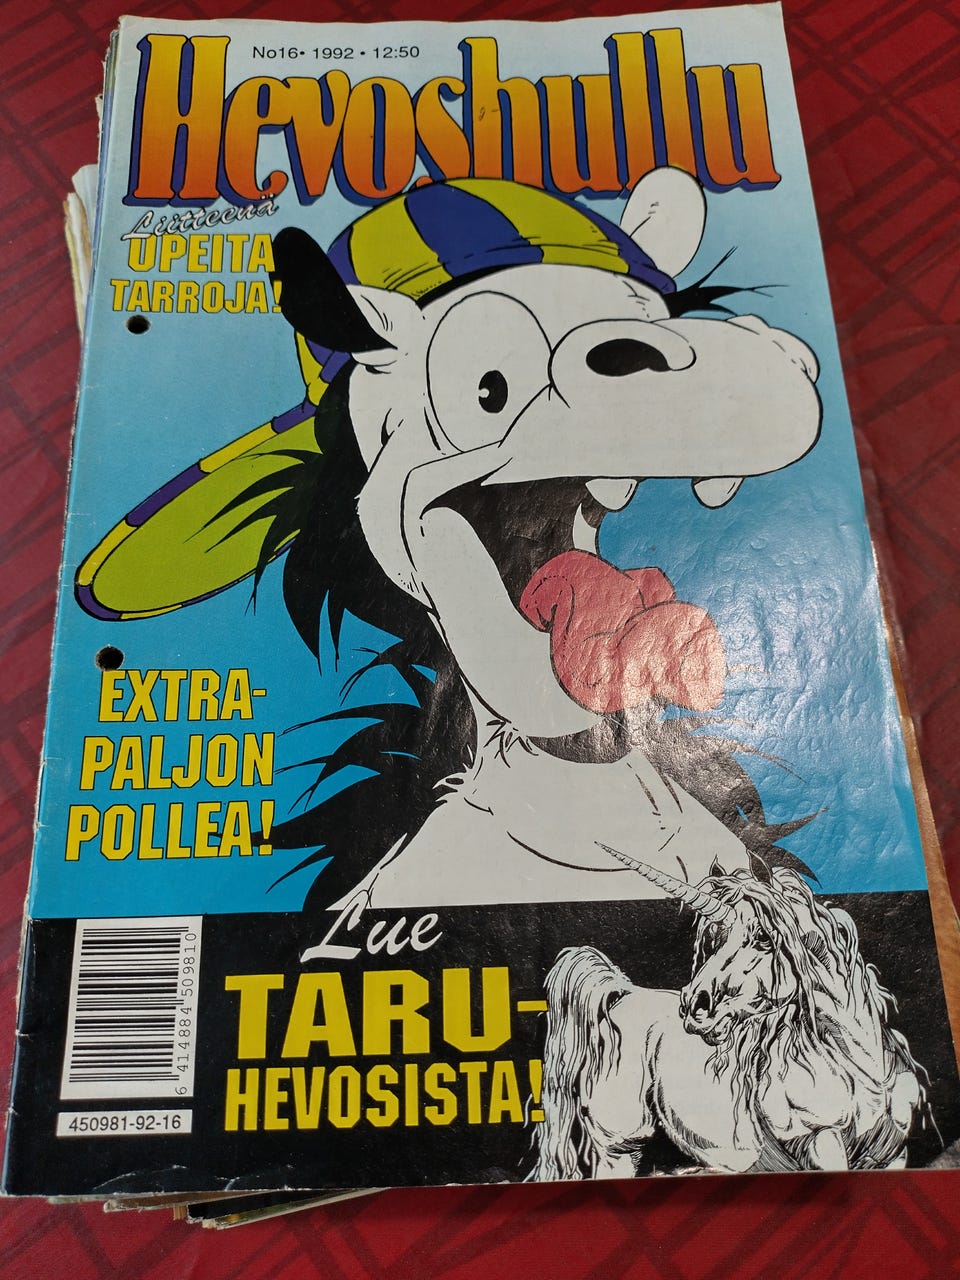 No16• 1992 • 12:50
Hevoshullu
Liitteenä
UPEITA
TARROJA!
EXTRA-
PALJON
POLLEA!
Lue
TARU-
HEVOSISTA!
6 414884 509810
450981-92-16